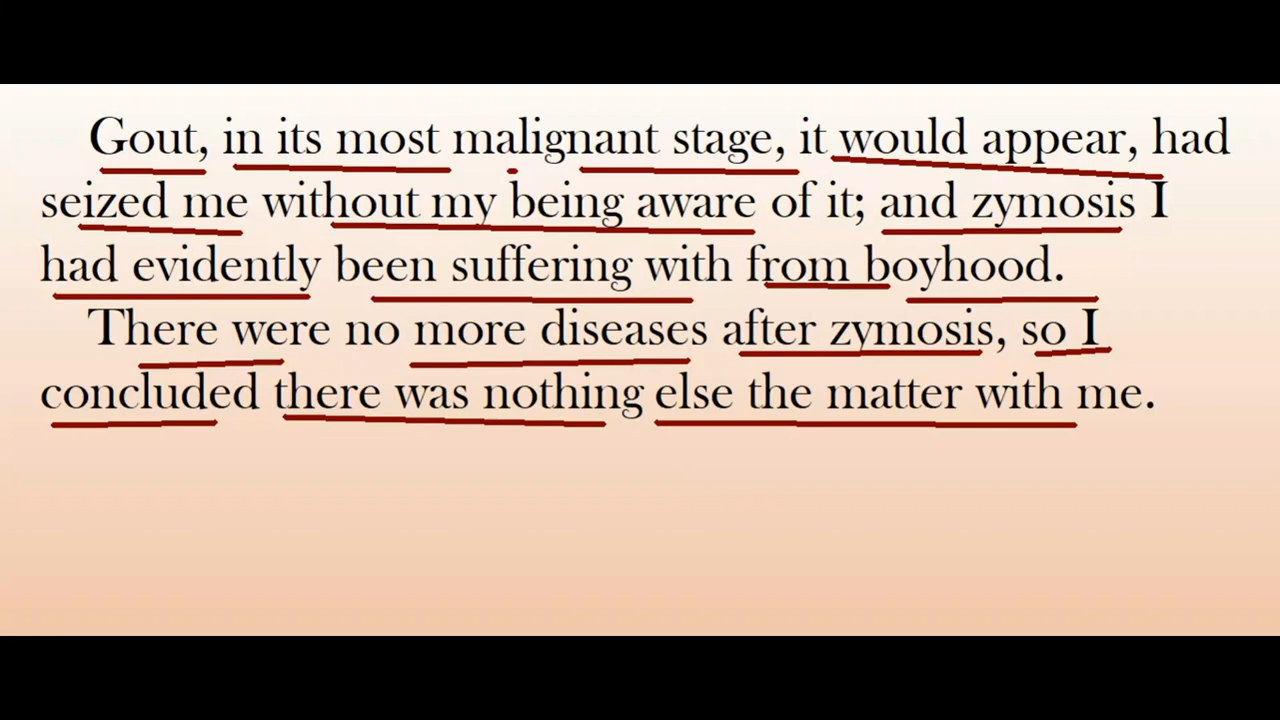 Gout, in its most malignant stage, it would appear, had
seized me without my being aware of it; and zymosis I
had evidently been suffering with from boyhood.
There were no more diseases after zymosis, so I
concluded there was nothing else the matter with me.